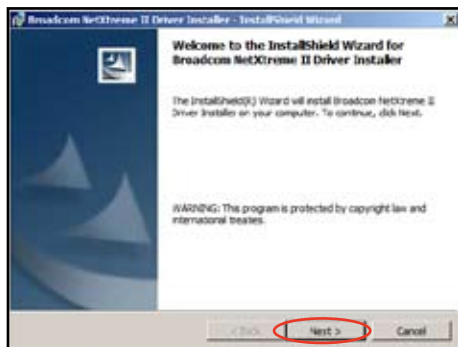 Broadcom NetXtreme II Driver Installer - InstallShield Wizard
Welcome to the InstallShield Wizard for
Broadcom NetXtreme II Driver Installer
The InstallShield(R) Wizard will install Broadcom NetXtreme II
Driver Installer on your computer. To continue, click Next.
WARNING: This program is protected by copyright law and
international treaties.
< Back
Next >
Cancel